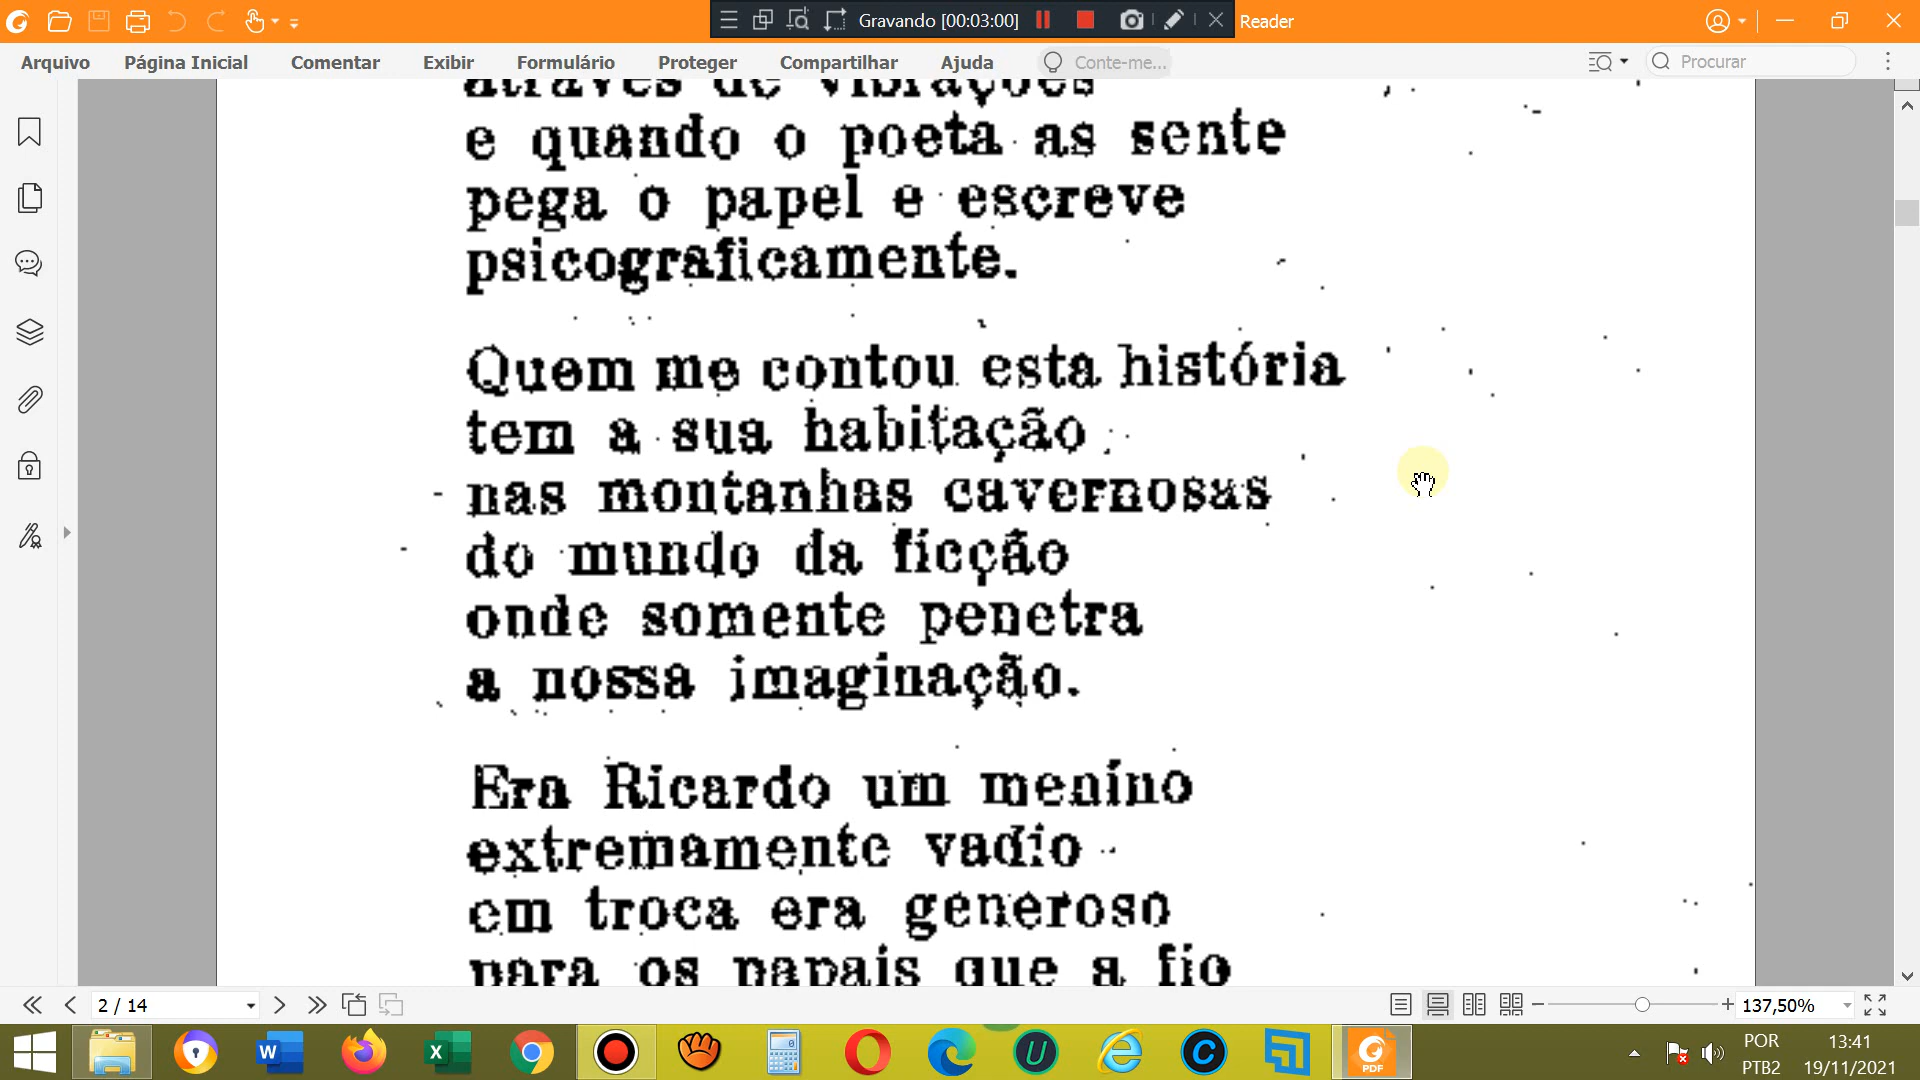 Gravando [00:03:00]
Reader
Arquivo Página Inicial Comentar Exibir Formulário Proteger Compartilhar Ajuda Conte-me... Procurar
através de vibrações
e quando o poeta as sente
pega o papel e escreve
psicograficamente.
Quem me contou esta história
tem a sua habitação
nas montanhas cavernosas
do mundo da ficção
onde somente penetra
a nossa imaginação.
Era Ricardo um menino
extremamente vadio
em troca era generoso
para os papais que a fio
2 / 14
137,50%
POR 13:41
PTB2 19/11/2021